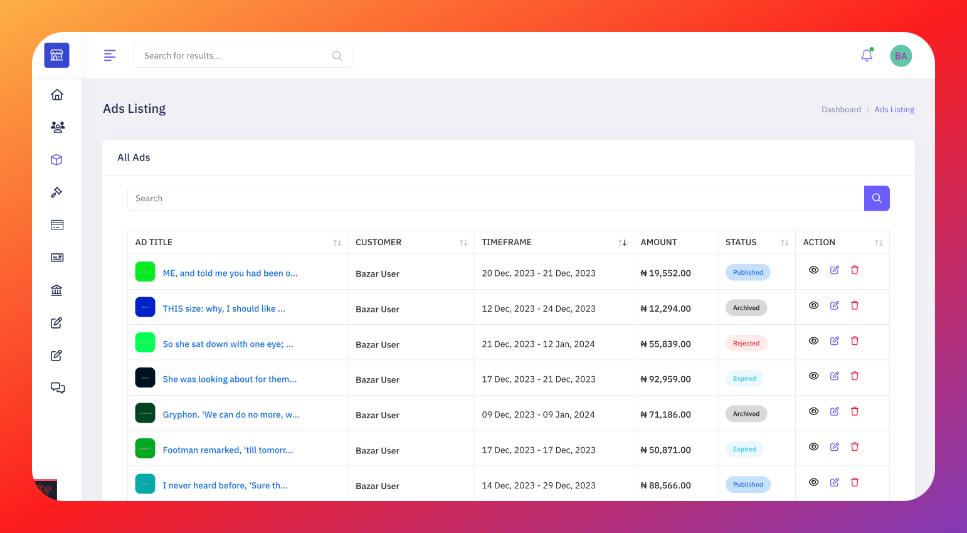 Search for results...
BA
Ads Listing
Dashboard / Ads Listing
All Ads
Search
AD TITLE CUSTOMER TIMEFRAME AMOUNT STATUS ACTION
ME, and told me you had been o... Bazar User 20 Dec, 2023 - 21 Dec, 2023 ₦ 19,552.00 Published
THIS size: why, I should like ... Bazar User 12 Dec, 2023 - 24 Dec, 2023 ₦ 12,294.00 Archived
So she sat down with one eye; ... Bazar User 21 Dec, 2023 - 12 Jan, 2024 ₦ 55,839.00 Rejected
She was looking about for them... Bazar User 17 Dec, 2023 - 21 Dec, 2023 ₦ 92,959.00 Expired
Gryphon. 'We can do no more, w... Bazar User 09 Dec, 2023 - 09 Jan, 2024 ₦ 71,186.00 Archived
Footman remarked, 'till tomorr... Bazar User 17 Dec, 2023 - 17 Dec, 2023 ₦ 50,871.00 Expired
I never heard before, 'Sure th... Bazar User 14 Dec, 2023 - 29 Dec, 2023 ₦ 88,566.00 Published